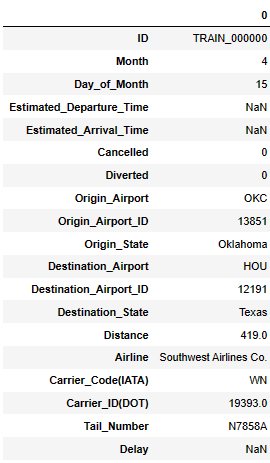 0
ID TRAIN_000000
Month 4
Day_of_Month 15
Estimated_Departure_Time NaN
Estimated_Arrival_Time NaN
Cancelled 0
Diverted 0
Origin_Airport OKC
Origin_Airport_ID 13851
Origin_State Oklahoma
Destination_Airport HOU
Destination_Airport_ID 12191
Destination_State Texas
Distance 419.0
Airline Southwest Airlines Co.
Carrier_Code(IATA) WN
Carrier_ID(DOT) 19393.0
Tail_Number N7858A
Delay NaN